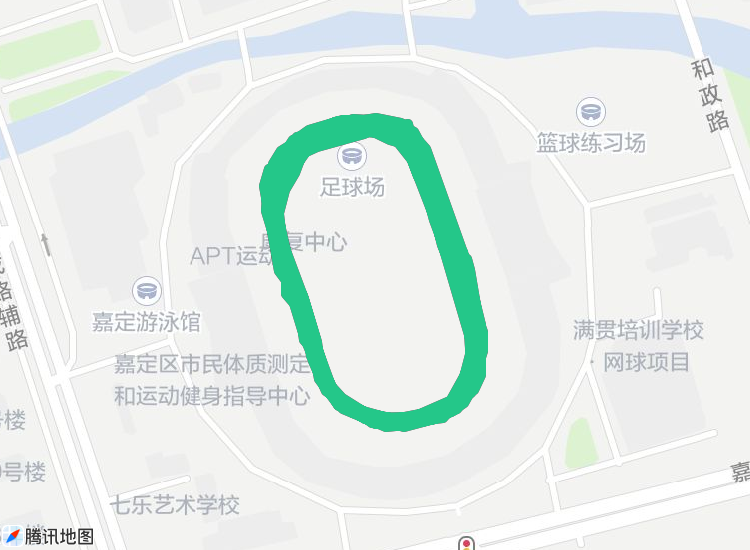 和政路
篮球练习场
足球场
复中心
APT运动
嘉定游泳馆
满贯培训学校
网球项目
嘉定区市民体质测定
和运动健身指导中心
路辅路
号楼
号楼
七乐艺术学校
嘉
腾讯地图